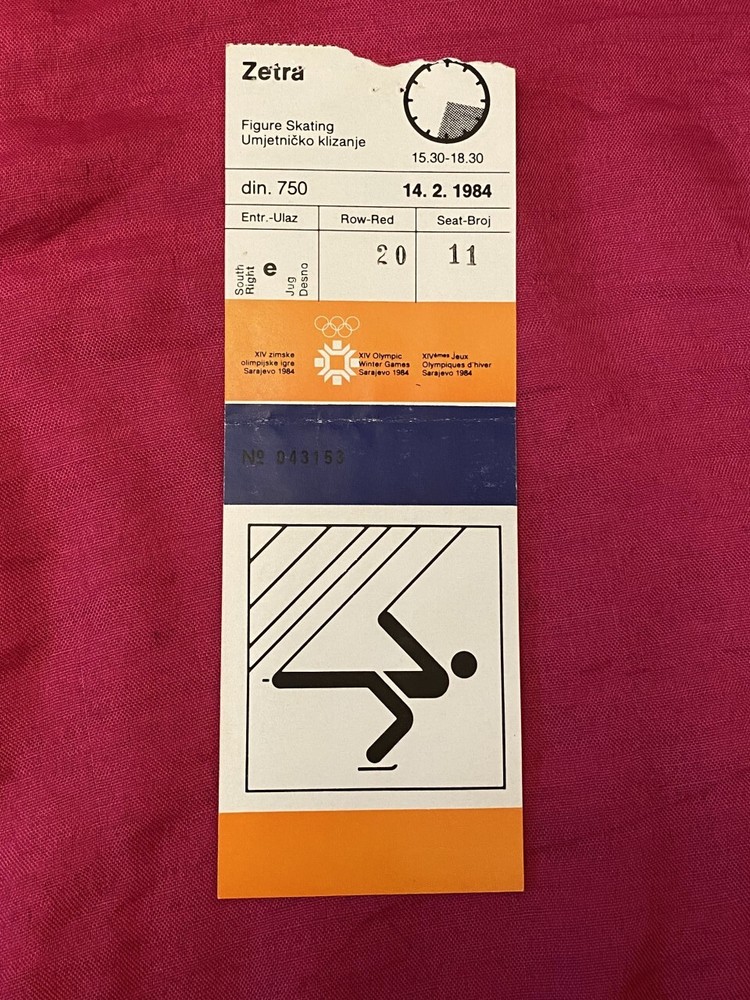 Zetra
Figure Skating
Umjetničko klizanje
15.30-18.30
din. 750
14. 2. 1984
Entr.-Ulaz
Row-Red
Seat-Broj
South
Right
e
Jug
Desno
20
11
XIV zimske
olimpijske igre
Sarajevo 1984
XIV Olympic
Winter Games
Sarajevo 1984
XIVèmes Jeux
Olympiques d'hiver
Sarajevo 1984
№ 043153